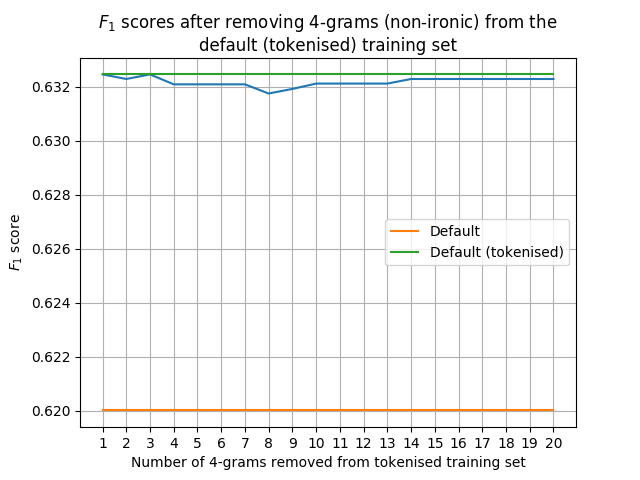 F₁ scores after removing 4-grams (non-ironic) from the
default (tokenised) training set
0.632
0.630
0.628
0.626
0.624
0.622
0.620
F₁ score
Default
Default (tokenised)
1 2 3 4 5 6 7 8 9 10 11 12 13 14 15 16 17 18 19 20
Number of 4-grams removed from tokenised training set